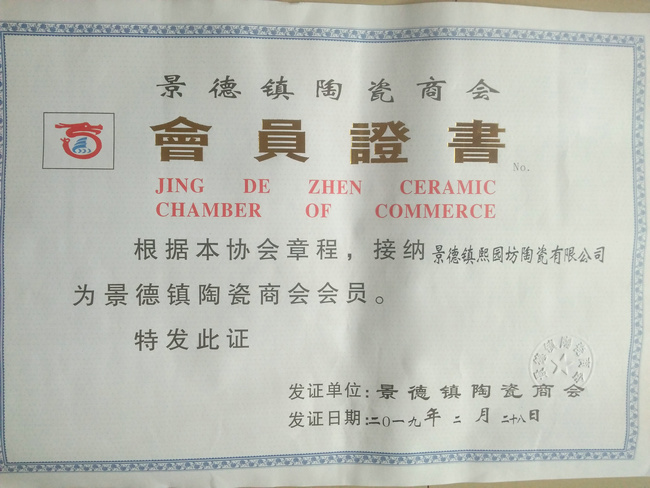 景德镇陶瓷商会
會員證書
No.
JING DE ZHEN CERAMIC
CHAMBER OF COMMERCE
根据本协会章程，接纳景德镇熙园坊陶瓷有限公司
为景德镇陶瓷商会会员。
特发此证
发证单位：景德镇陶瓷商会
发证日期：二〇一九年二月二十八日